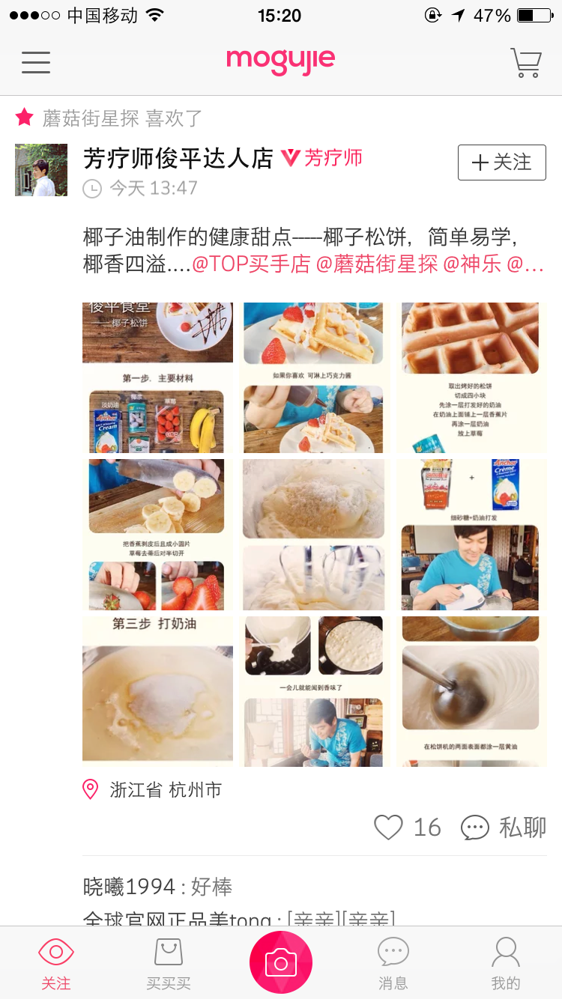 中国移动
15:20
47%
mogujie
蘑菇街星探 喜欢了
芳疗师俊平达人店 芳疗师
今天 13:47
关注
椰子油制作的健康甜点-----椰子松饼，简单易学，
椰香四溢....@TOP买手店 @蘑菇街星探 @神乐 @...
俊平食堂
—— 椰子松饼
第一步. 主要材料
淡奶油
椰浆
草莓
Anchor
Cream
如果你喜欢 可淋上巧克力酱
取出烤好的松饼
切成四小块
先涂一层打发好的奶油
在奶油上面铺上一层香蕉片
再涂一层奶油
放上草莓
把香蕉剥皮后且成小圆片
草莓去蒂后对半切开
Anchor
Crème
+
细砂糖+奶油打发
第三步 打奶油
一会儿就能闻到香味了
在松饼机的两面表面都涂一层黄油
浙江省 杭州市
16
私聊
晓曦1994 : 好棒
全球官网正品美tong : [亲亲][亲亲]
关注
买买买
消息
我的